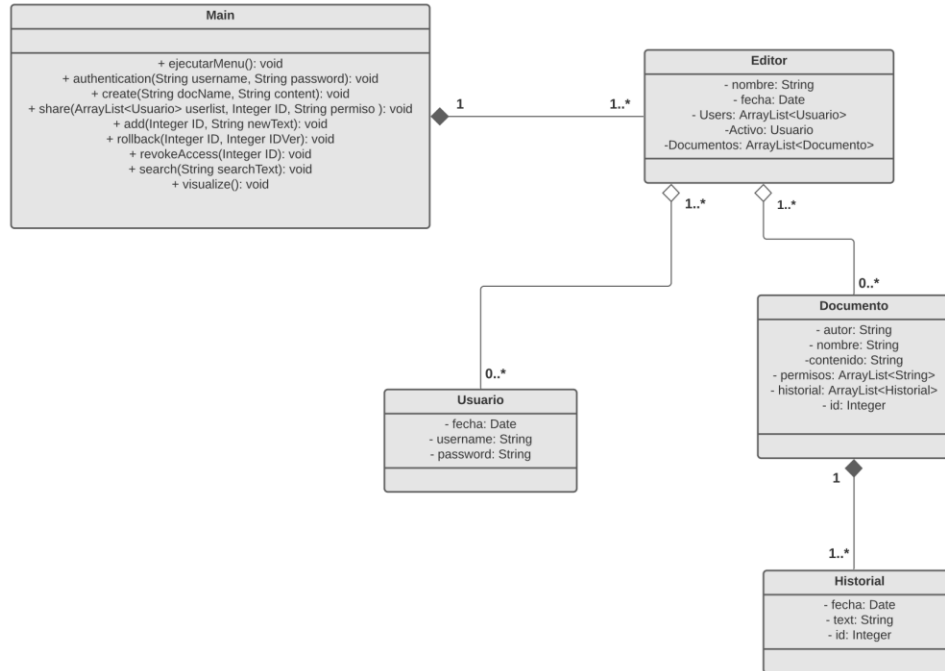 Main
+ ejecutarMenu(): void
+ authentication(String username, String password): void
+ create(String docName, String content): void
+ share(ArrayList<Usuario> userlist, Integer ID, String permiso ): void
+ add(Integer ID, String newText): void
+ rollback(Integer ID, Integer IDVer): void
+ revokeAccess(Integer ID): void
+ search(String searchText): void
+ visualize(): void
1
1..*
Editor
- nombre: String
- fecha: Date
- Users: ArrayList<Usuario>
-Activo: Usuario
-Documentos: ArrayList<Documento>
1..*
1..*
0..*
Usuario
- fecha: Date
- username: String
- password: String
0..*
Documento
- autor: String
- nombre: String
-contenido: String
- permisos: ArrayList<String>
- historial: ArrayList<Historial>
- id: Integer
1
1..*
Historial
- fecha: Date
- text: String
- id: Integer